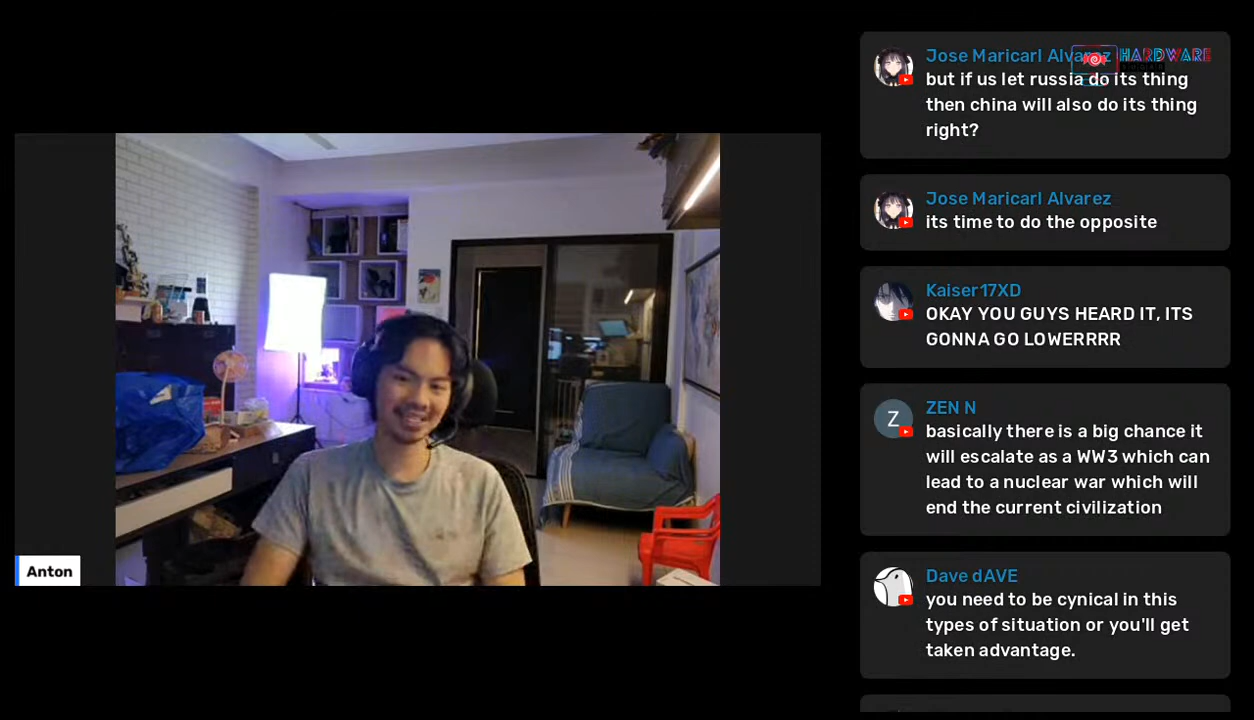 Jose Maricarl Alvarez
HARDWARE
but if us let russia do its thing
then china will also do its thing
right?
Jose Maricarl Alvarez
its time to do the opposite
Kaiser17XD
OKAY YOU GUYS HEARD IT, ITS
GONNA GO LOWERRRR
Z
ZEN N
basically there is a big chance it
will escalate as a WW3 which can
lead to a nuclear war which will
end the current civilization
Anton
Dave dAVE
you need to be cynical in this
types of situation or you'll get
taken advantage.